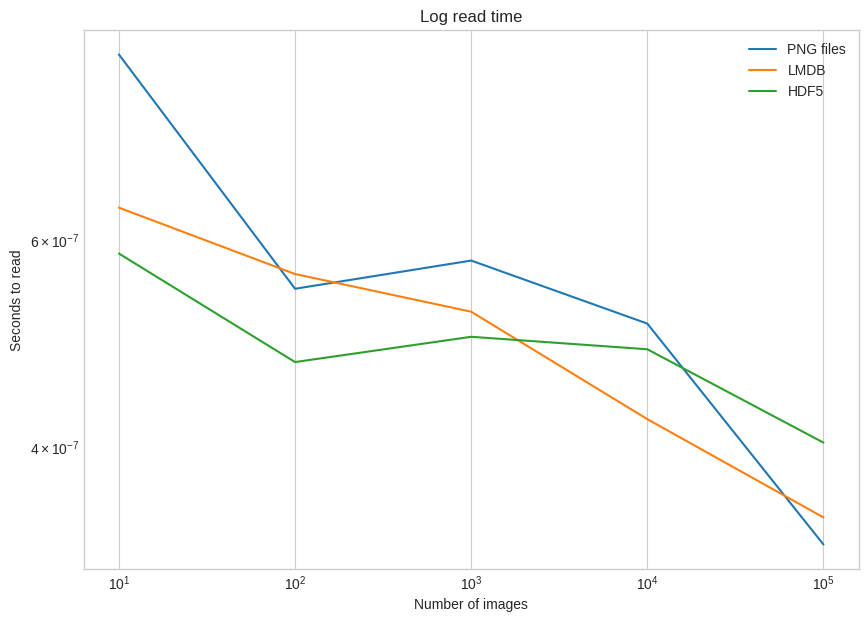 Log read time
PNG files
LMDB
HDF5
Seconds to read
6 × 10⁻⁷
4 × 10⁻⁷
10¹ 10² 10³ 10⁴ 10⁵
Number of images